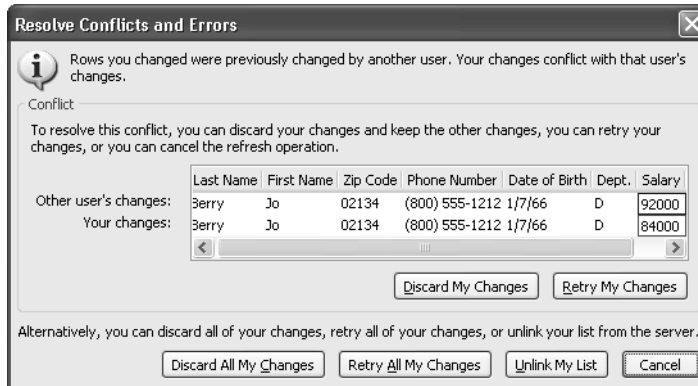 Resolve Conflicts and Errors
Rows you changed were previously changed by another user. Your changes conflict with that user's
changes.
Conflict
To resolve this conflict, you can discard your changes and keep the other changes, you can retry your
changes, or you can cancel the refresh operation.
Last Name First Name Zip Code Phone Number Date of Birth Dept. Salary
Other user's changes: Berry Jo 02134 (800) 555-1212 1/7/66 D 92000
Your changes: Berry Jo 02134 (800) 555-1212 1/7/66 D 84000
Discard My Changes Retry My Changes
Alternatively, you can discard all of your changes, retry all of your changes, or unlink your list from the server.
Discard All My Changes Retry All My Changes Unlink My List Cancel